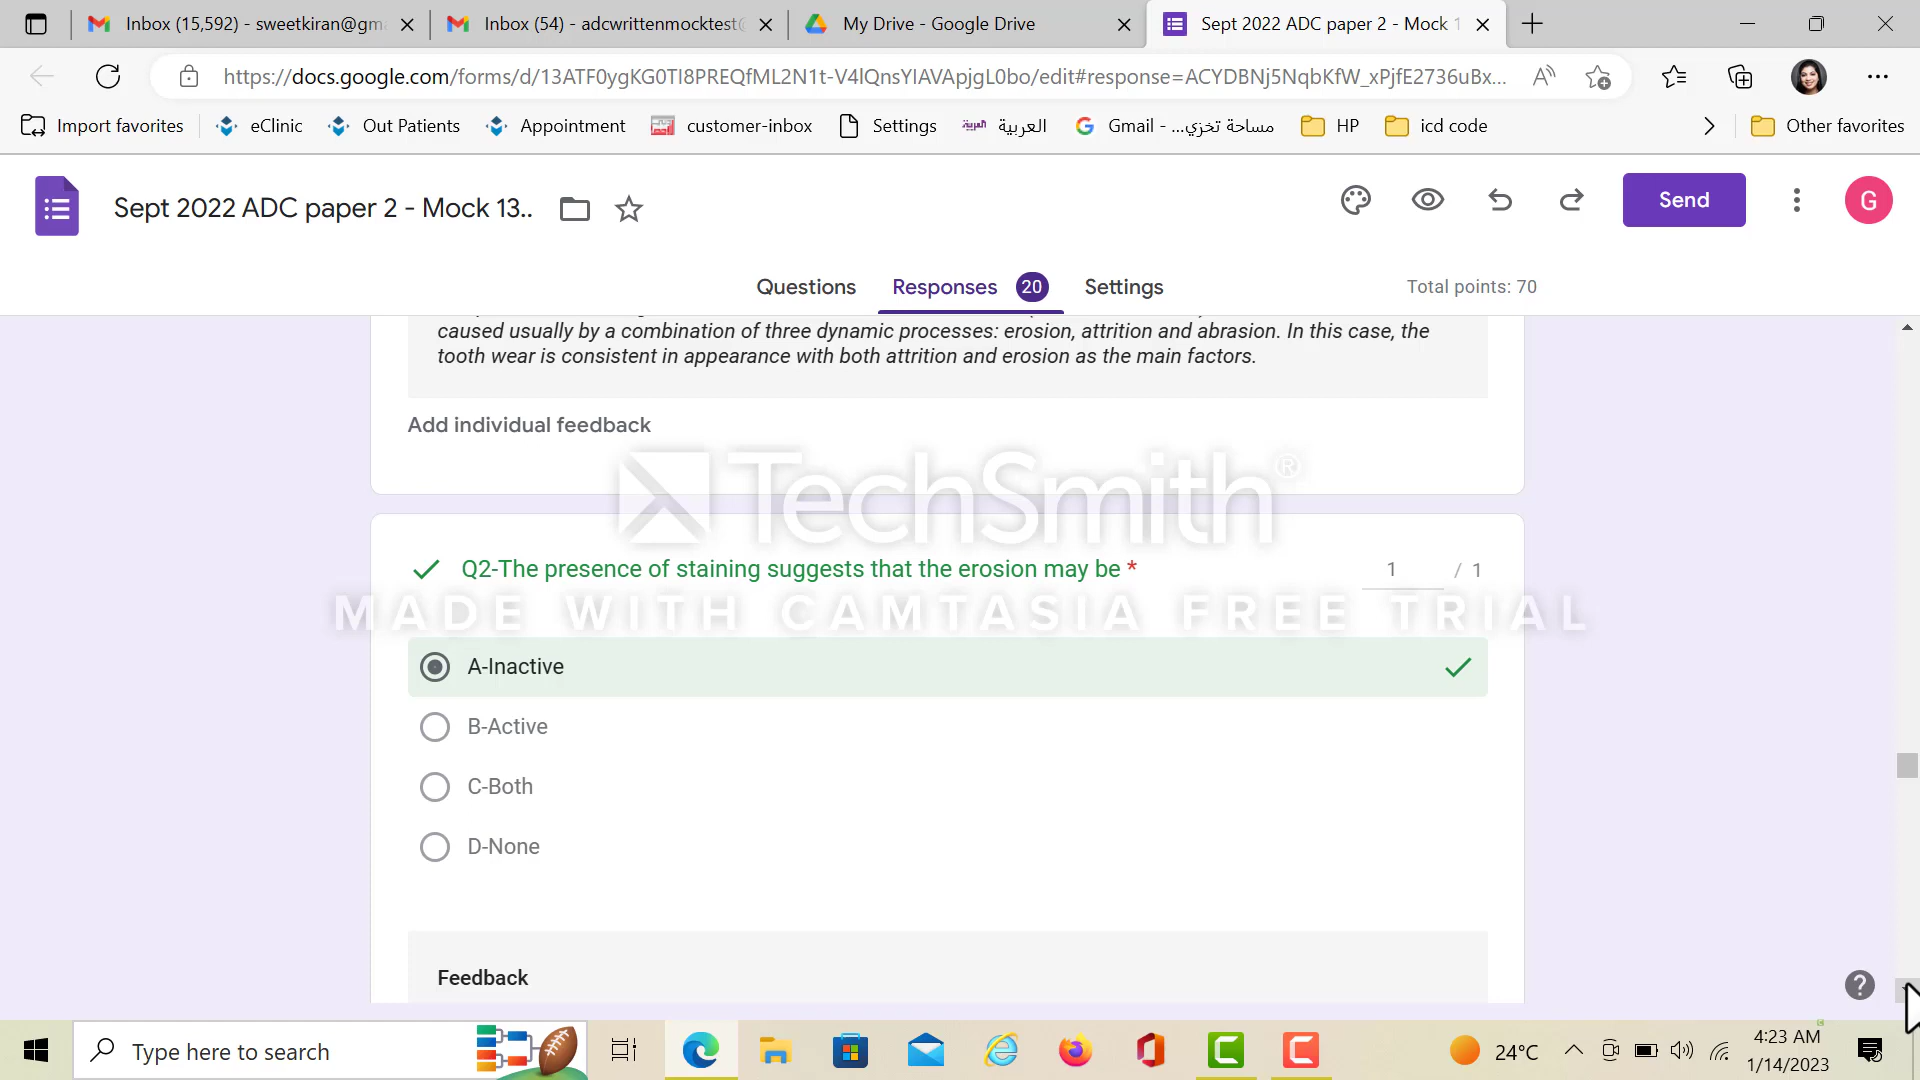 Inbox (15,592) - sweetkiran@gm
Inbox (54) - adcwrittenmocktest@
My Drive - Google Drive
Sept 2022 ADC paper 2 - Mock 1
https://docs.google.com/forms/d/13ATF0ygKG0TI8PREQfML2N1t-V4lQnsYIAVApjgL0bo/edit#response=ACYDBNj5NqbKfW_xPjfE2736uBx...
Import favorites
eClinic
Out Patients
Appointment
customer-inbox
Settings
العربية
Gmail - ...مساحة تخزي
HP
icd code
Other favorites
Sept 2022 ADC paper 2 - Mock 13..
Send
G
Questions
Responses 20
Settings
Total points: 70
caused usually by a combination of three dynamic processes: erosion, attrition and abrasion. In this case, the
tooth wear is consistent in appearance with both attrition and erosion as the main factors.
Add individual feedback
TechSmith®
Q2-The presence of staining suggests that the erosion may be *
1 / 1
MADE WITH CAMTASIA FREE TRIAL
A-Inactive
B-Active
C-Both
D-None
Feedback
Type here to search
24°C
4:23 AM
1/14/2023